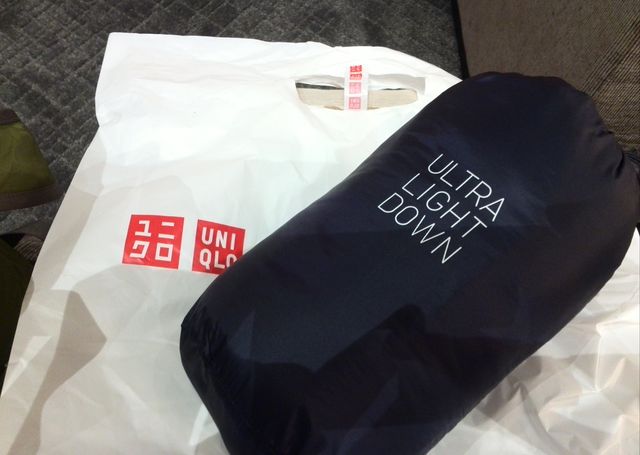 ユニ
クロ
UNI
QLO
ULTRA
LIGHT
DOWN